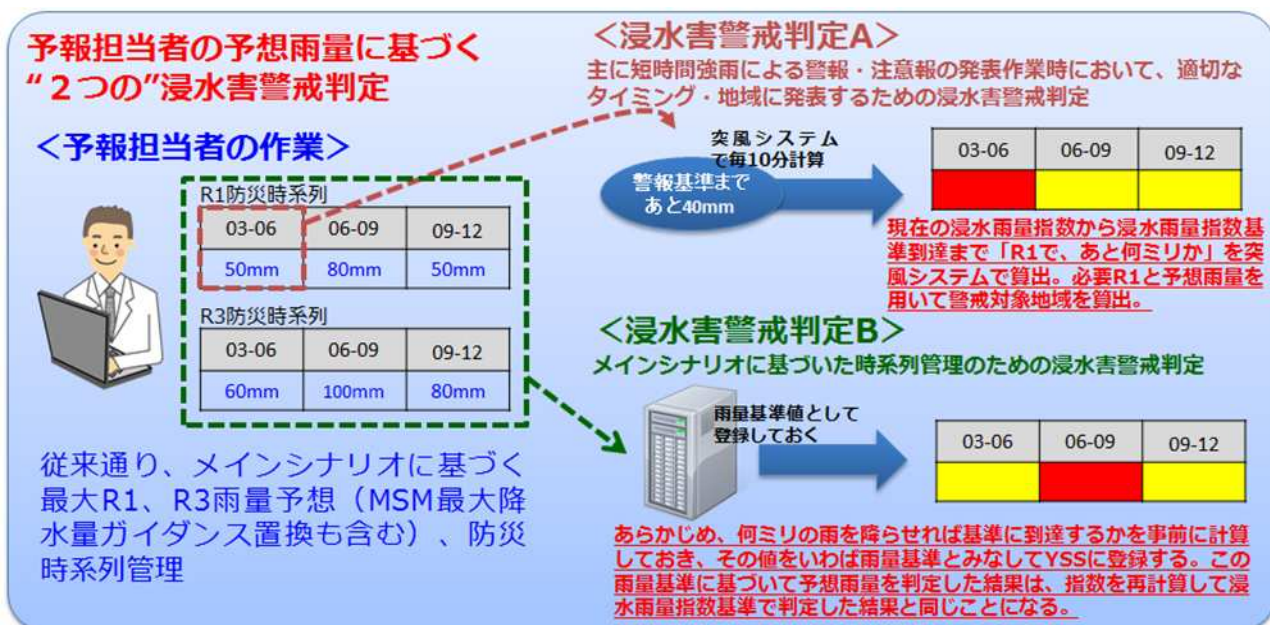 予報担当者の予想雨量に基づく
“２つの”浸水害警戒判定
＜予報担当者の作業＞
R1防災時系列
03-06 06-09 09-12
50mm 80mm 50mm
R3防災時系列
03-06 06-09 09-12
60mm 100mm 80mm
従来通り、メインシナリオに基づく
最大R1、R3雨量予想（MSM最大降
水量ガイダンス置換も含む）、防災
時系列管理
＜浸水害警戒判定A＞
主に短時間強雨による警報・注意報の発表作業時において、適切な
タイミング・地域に発表するための浸水害警戒判定
警報基準まで
あと40mm
突風システム
で毎10分計算
03-06 06-09 09-12
現在の浸水雨量指数から浸水雨量指数基
準到達まで「R1で、あと何ミリか」を突
風システムで算出。必要R1と予想雨量を
用いて警戒対象地域を算出。
＜浸水害警戒判定B＞
メインシナリオに基づいた時系列管理のための浸水害警戒判定
雨量基準値として
登録しておく
03-06 06-09 09-12
あらかじめ、何ミリの雨を降らせれば基準に到達するかを事前に計算
しておき、その値をいわば雨量基準とみなしてYSSに登録する。この
雨量基準に基づいて予想雨量を判定した結果は、指数を再計算して浸
水雨量指数基準で判定した結果と同じことになる。